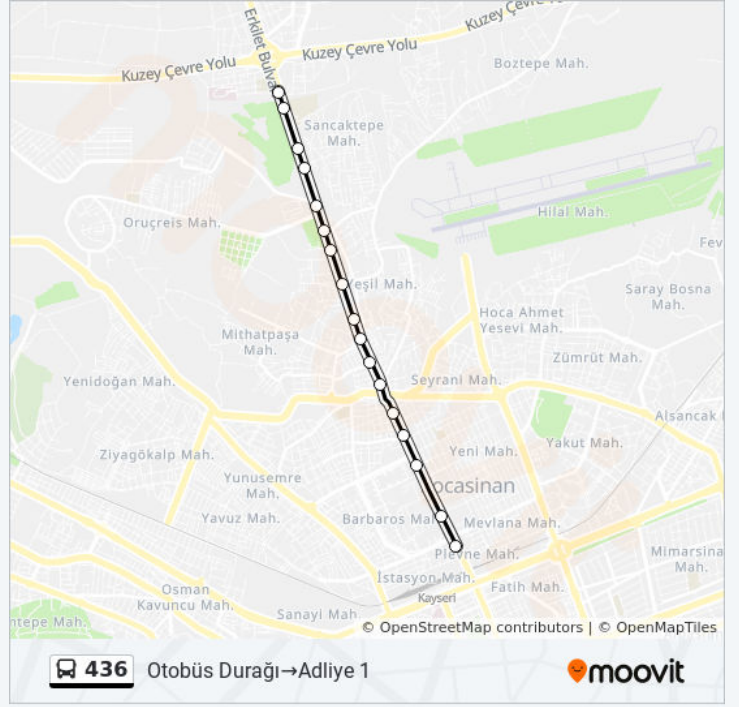 Kuzey Çevre Yolu
Erkilet Bulva
Kuzey Çevre Yolu
Kuzey Çevre Yolu
Boztepe Mah.
Sancaktepe
Mah.
Oruçreis Mah.
Hilal Mah.
Fev
Yeşil Mah.
Saray Bosna
Mah.
Hoca Ahmet
Yesevi Mah.
Mithatpaşa
Mah.
Zümrüt Mah.
Yenidoğan Mah.
Seyrani Mah.
Alsancak
Ziyagökalp Mah.
Yeni Mah.
Yakut Mah.
Yunusemre
Mah.
ocasinan
Yavuz Mah.
Barbaros Mah
Mevlana Mah.
Plevne Mah.
Mimarsina
Mah.
İstasyon Mah.
Fatih Mah.
Osman
Kavuncu Mah.
Kayseri
Sanayi Mah.
ntepe Mah.
© OpenStreetMap contributors | © OpenMapTiles
436 Otobüs Durağı→Adliye 1
moovit